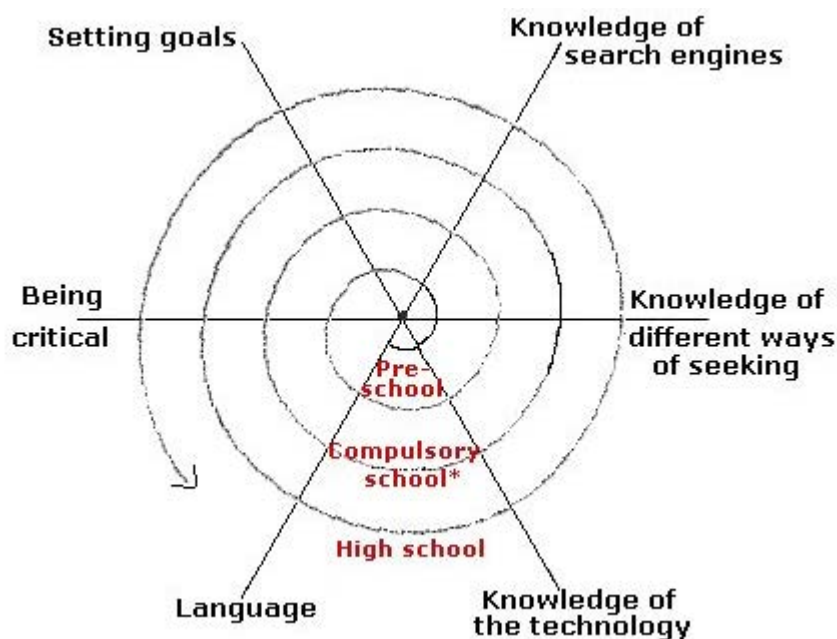 Setting goals
Knowledge of
search engines
Being
critical
Knowledge of
different ways
of seeking
Pre-
school
Compulsory
school*
High school
Language
Knowledge of
the technology